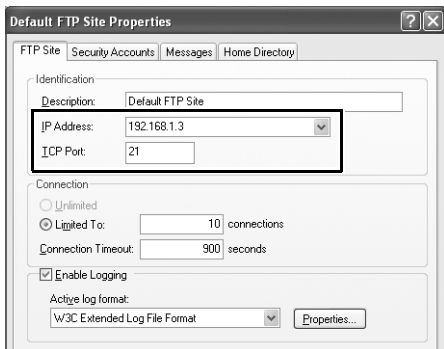 Default FTP Site Properties
FTP Site Security Accounts Messages Home Directory
Identification
Description: Default FTP Site
IP Address: 192.168.1.3
TCP Port: 21
Connection
Unlimited
Limited To: 10 connections
Connection Timeout: 900 seconds
Enable Logging
Active log format:
W3C Extended Log File Format Properties...